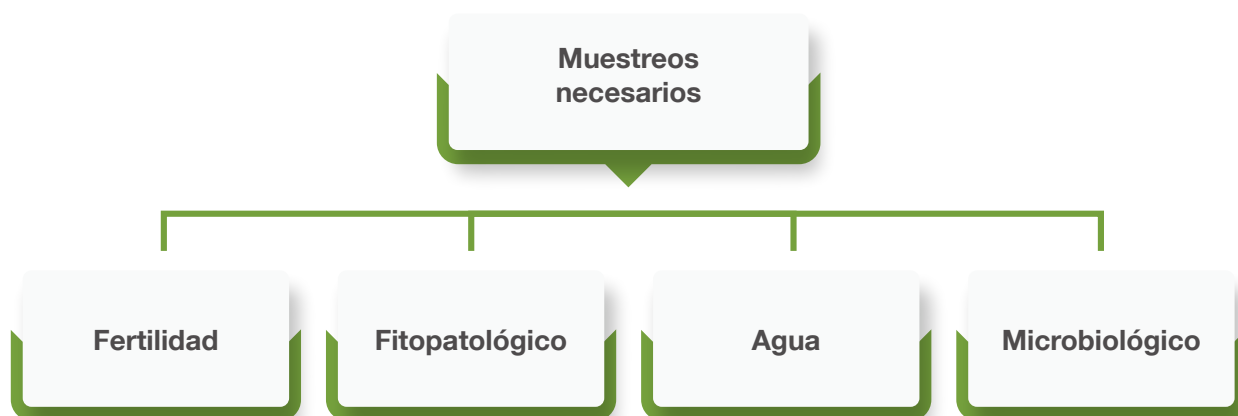 Muestreos
necesarios
Fertilidad
Fitopatológico
Agua
Microbiológico